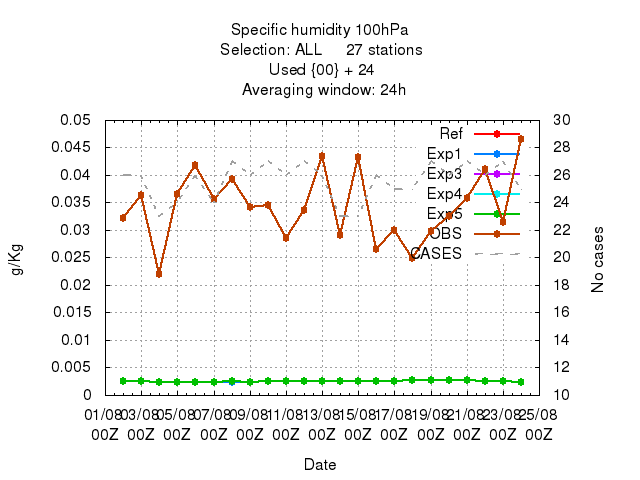 Specific humidity 100hPa
Selection: ALL 27 stations
Used {00} + 24
Averaging window: 24h
0.05
0.045
0.04
0.035
0.03
0.025
0.02
0.015
0.01
0.005
0
g/Kg
30
28
26
24
22
20
18
16
14
12
10
No cases
Ref
Exp1
Exp3
Exp4
Exp5
OBS
CASES
01/08 03/08 05/08 07/08 09/08 11/08 13/08 15/08 17/08 19/08 21/08 23/08 25/08
00Z 00Z 00Z 00Z 00Z 00Z 00Z 00Z 00Z 00Z 00Z 00Z 00Z
Date